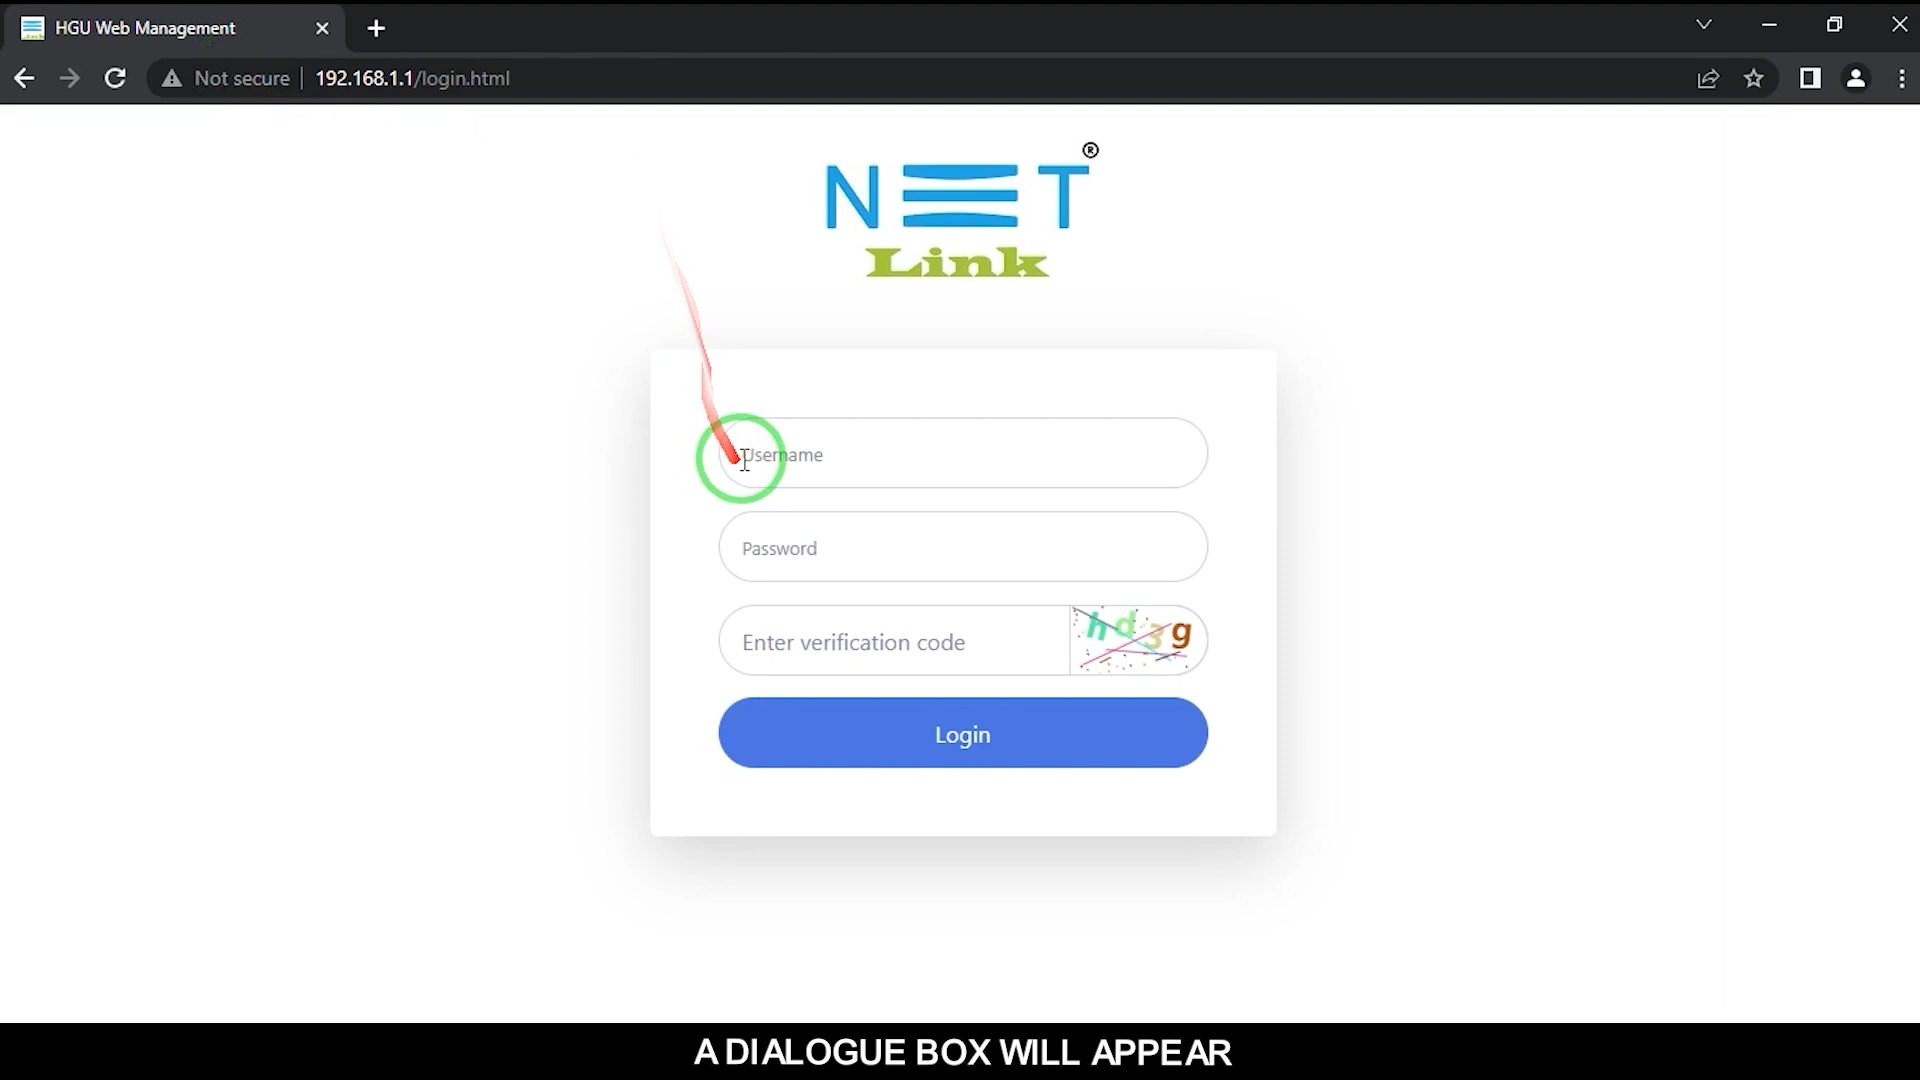 HGU Web Management
Not secure
192.168.1.1/login.html
NET®
Link
Username
Password
Enter verification code
hd3g
Login
A DIALOGUE BOX WILL APPEAR